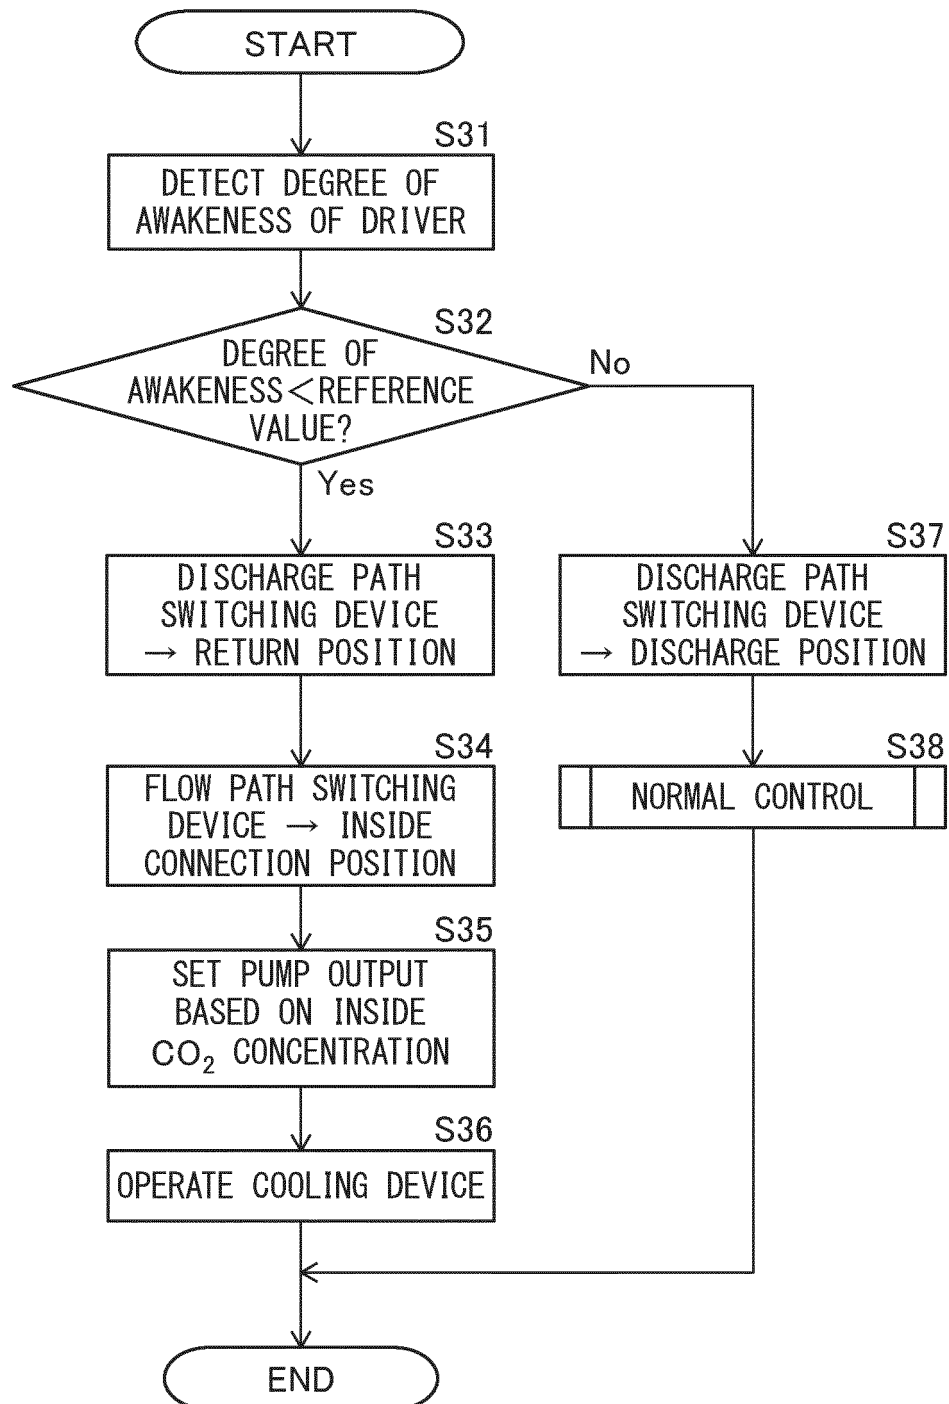 START
S31
DETECT DEGREE OF
AWAKENESS OF DRIVER
S32
DEGREE OF
AWAKENESS<REFERENCE
VALUE?
No
Yes
S33
DISCHARGE PATH
SWITCHING DEVICE
→ RETURN POSITION
S37
DISCHARGE PATH
SWITCHING DEVICE
→ DISCHARGE POSITION
S34
FLOW PATH SWITCHING
DEVICE → INSIDE
CONNECTION POSITION
S38
NORMAL CONTROL
S35
SET PUMP OUTPUT
BASED ON INSIDE
CO₂ CONCENTRATION
S36
OPERATE COOLING DEVICE
END